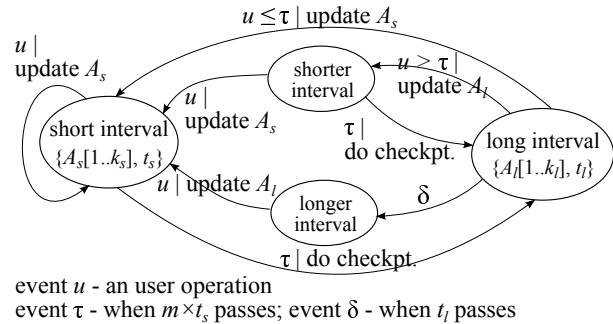 u ≤ τ | update A_s
u |
update A_s
shorter
interval
u > τ |
update A_l
u |
update A_s
short interval
{A_s[1..k_s], t_s}
τ |
do checkpt.
long interval
{A_l[1..k_l], t_l}
u | update A_l
longer
interval
δ
τ | do checkpt.
event u - an user operation
event τ - when m×t_s passes; event δ - when t_l passes